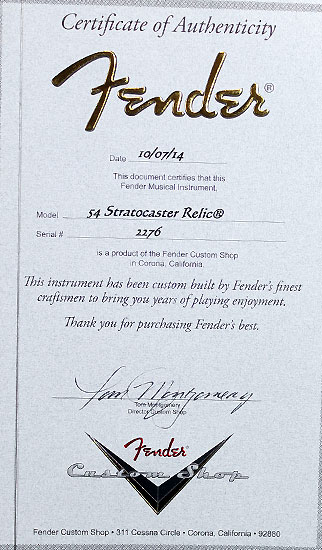 Certificate of Authenticity
Fender®
Date 10/07/14
This document certifies that this
Fender Musical Instrument,
Model 54 Stratocaster Relic®
Serial # 2276
is a product of the Fender Custom Shop
in Corona, California.
This instrument has been custom built by Fender's finest
craftsmen to bring you years of playing enjoyment.
Thank you for purchasing Fender's best.
Tom Montgomery
Tom Montgomery
Director Custom Shop
Fender
Custom Shop
Fender Custom Shop • 311 Cessna Circle • Corona, California • 92880